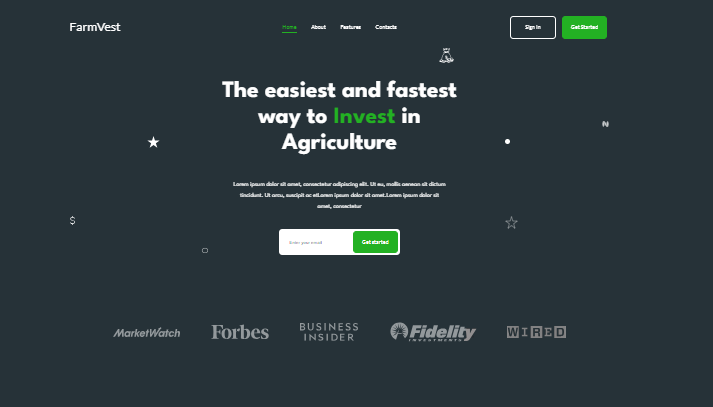 FarmVest
Home About Features Contacts
Sign In Get Started
The easiest and fastest
way to Invest in
Agriculture
Lorem ipsum dolor sit amet, consectetur adipiscing elit. Ut eu, mollis aenean sit dictum
tincidunt. Ut arcu, suscipit ac et.Lorem ipsum dolor sit amet.Lorem ipsum dolor sit
amet, consectetur
Enter your email Get started
MarketWatch Forbes BUSINESS INSIDER Fidelity INVESTMENTS WIRED